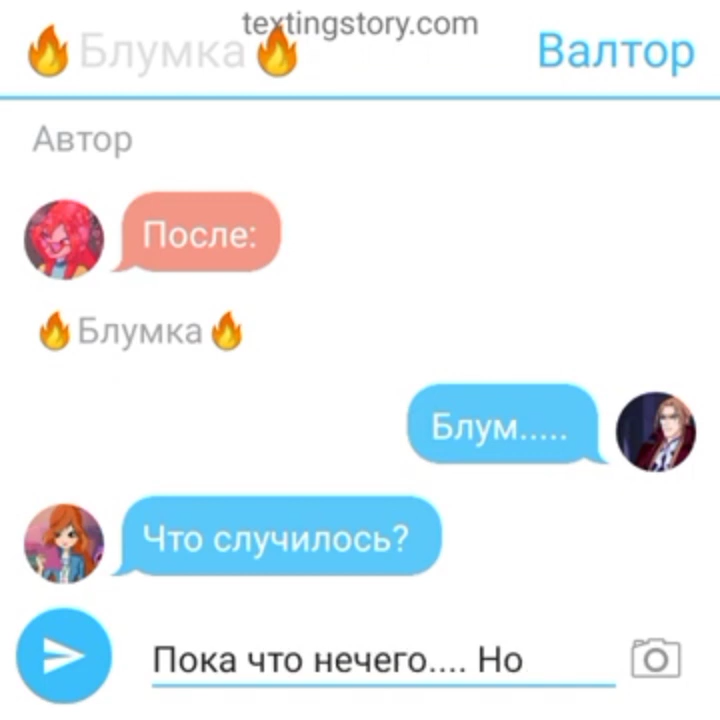 textingstory.com
🔥Блумка🔥 Валтор
Автор
После:
🔥Блумка🔥
Блум.....
Что случилось?
Пока что нечего.... Но